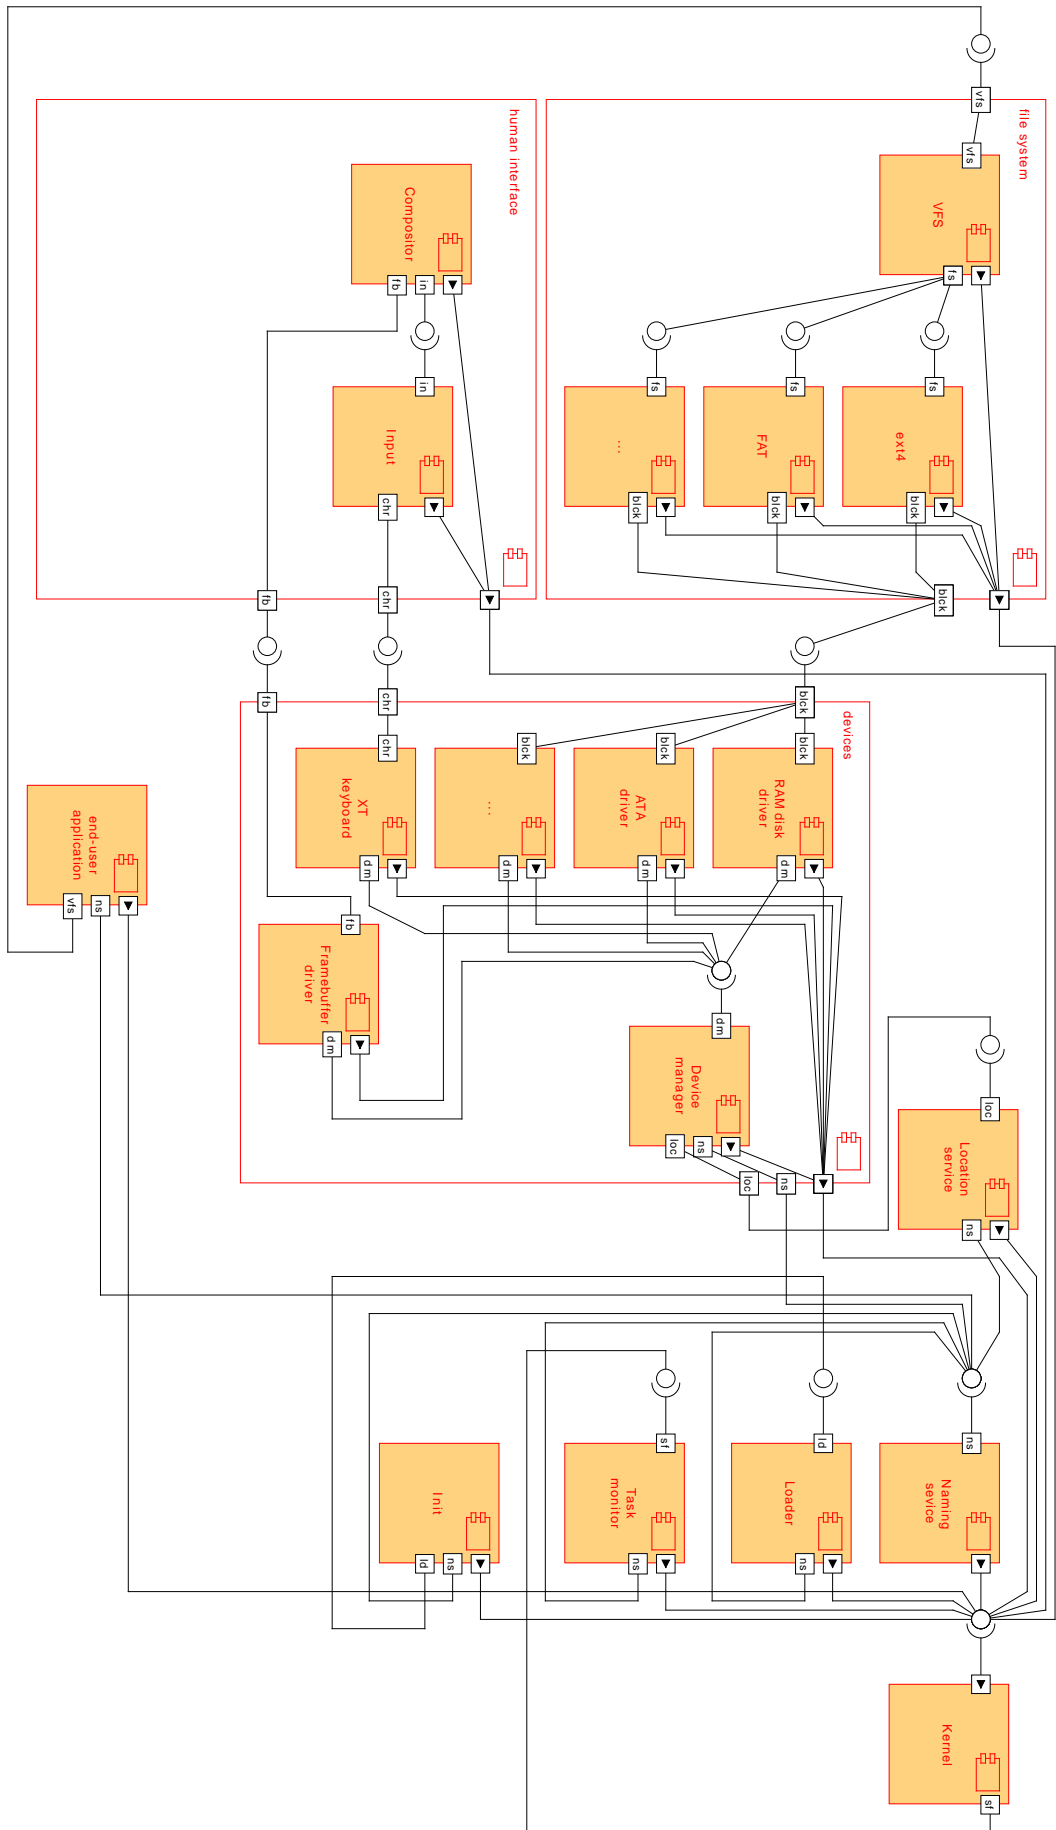 vfs
file system
vfs
VFS
fs
human interface
Compositor
fb
in
in
Input
chr
fs
...
blck
fs
FAT
blck
fs
ext4
blck
fb
chr
blck
fb
chr
blck
devices
chr
XT
keyboard
dm
blck
...
dm
blck
ATA
driver
dm
blck
RAM disk
driver
dm
end-user
application
vfs
ns
fb
Framebuffer
driver
dm
dm
Device
manager
loc
ns
loc
ns
loc
Location
service
ns
Init
ld
ns
sf
Task
monitor
ns
ld
Loader
ns
ns
Naming
sevice
Kernel
sf